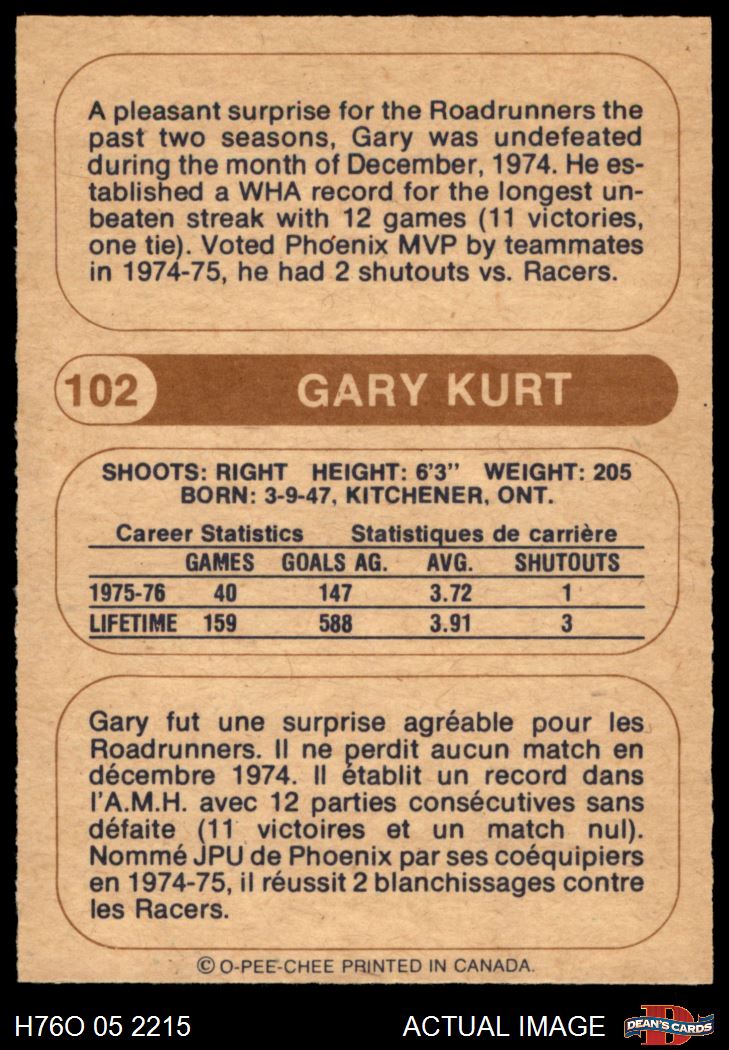 A pleasant surprise for the Roadrunners the
past two seasons, Gary was undefeated
during the month of December, 1974. He es-
tablished a WHA record for the longest un-
beaten streak with 12 games (11 victories,
one tie). Voted Phoenix MVP by teammates
in 1974-75, he had 2 shutouts vs. Racers.
102 GARY KURT
SHOOTS: RIGHT HEIGHT: 6'3" WEIGHT: 205
BORN: 3-9-47, KITCHENER, ONT.
Career Statistics Statistiques de carrière
GAMES GOALS AG. AVG. SHUTOUTS
1975-76 40 147 3.72 1
LIFETIME 159 588 3.91 3
Gary fut une surprise agréable pour les
Roadrunners. Il ne perdit aucun match en
décembre 1974. Il établit un record dans
l'A.M.H. avec 12 parties consécutives sans
défaite (11 victoires et un match nul).
Nommé JPU de Phoenix par ses coéquipiers
en 1974-75, il réussit 2 blanchissages contre
les Racers.
© O-PEE-CHEE PRINTED IN CANADA.
H76O 05 2215 ACTUAL IMAGE D DEAN'S CARDS